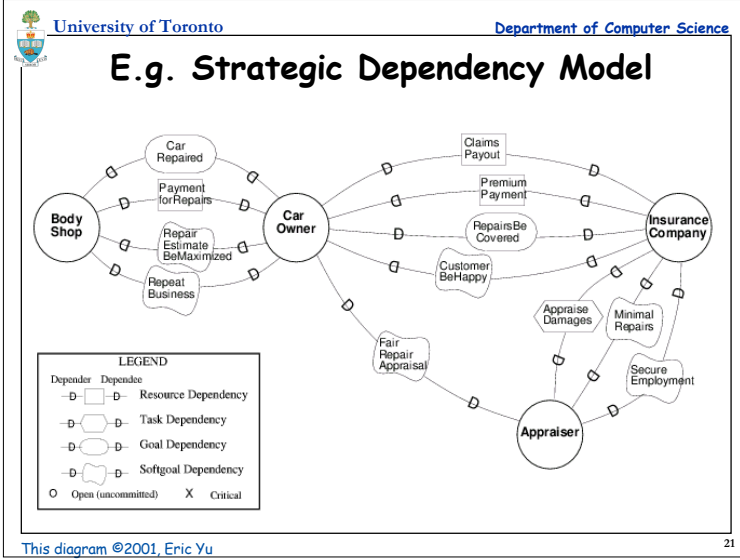 University of Toronto
Department of Computer Science
E.g. Strategic Dependency Model
Car
Repaired
Payment
forRepairs
Body
Shop
Car
Owner
Repair
Estimate
BeMaximized
Repeat
Business
Claims
Payout
Premium
Payment
RepairsBe
Covered
Customer
BeHappy
Insurance
Company
Appraise
Damages
Minimal
Repairs
Fair
Repair
Appraisal
Secure
Employment
Appraiser
LEGEND
Depender Dependee
D D Resource Dependency
D D Task Dependency
D D Goal Dependency
D D Softgoal Dependency
O Open (uncommitted) X Critical
This diagram ©2001, Eric Yu
21